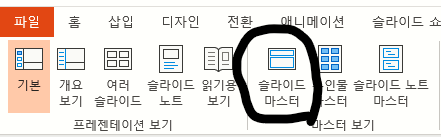 파일 홈 삽입 디자인 전환 애니메이션 슬라이드 쇼
기본 개요 보기 여러 슬라이드 슬라이드 노트 읽기용 보기 슬라이드 마스터 마스터 슬라이드 노트 마스터
프레젠테이션 보기 마스터 보기